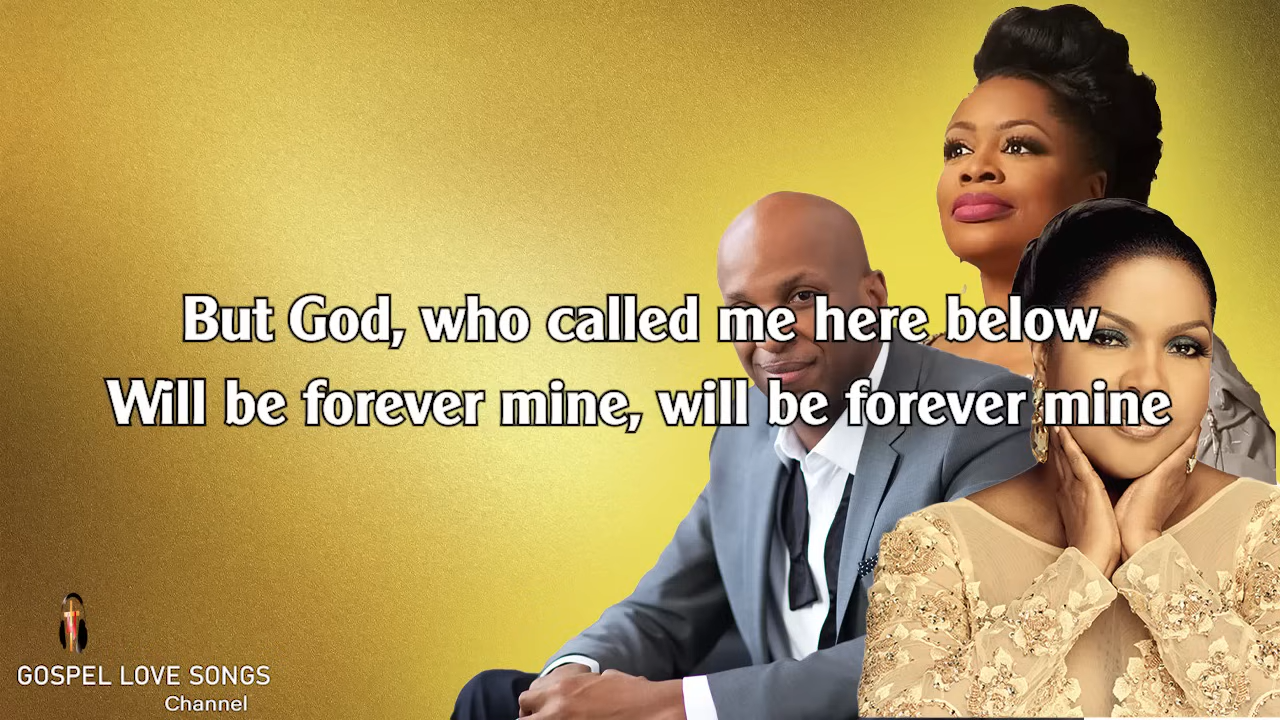 But God, who called me here below
Will be forever mine, will be forever mine
GOSPEL LOVE SONGS
Channel